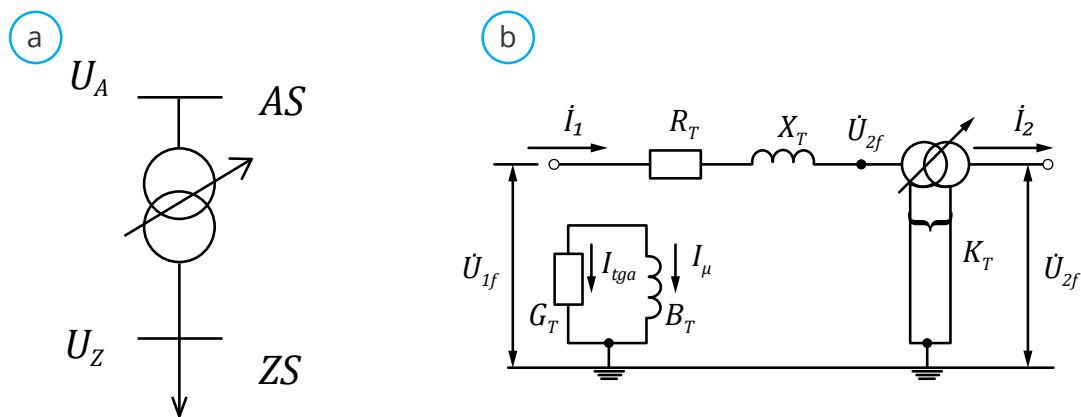 a
U_A
AS
U_Z
ZS
b
İ_1
R_T
X_T
U̇_2f
İ_2
U̇_1f
G_T
I_tga
B_T
I_μ
K_T
U̇_2f